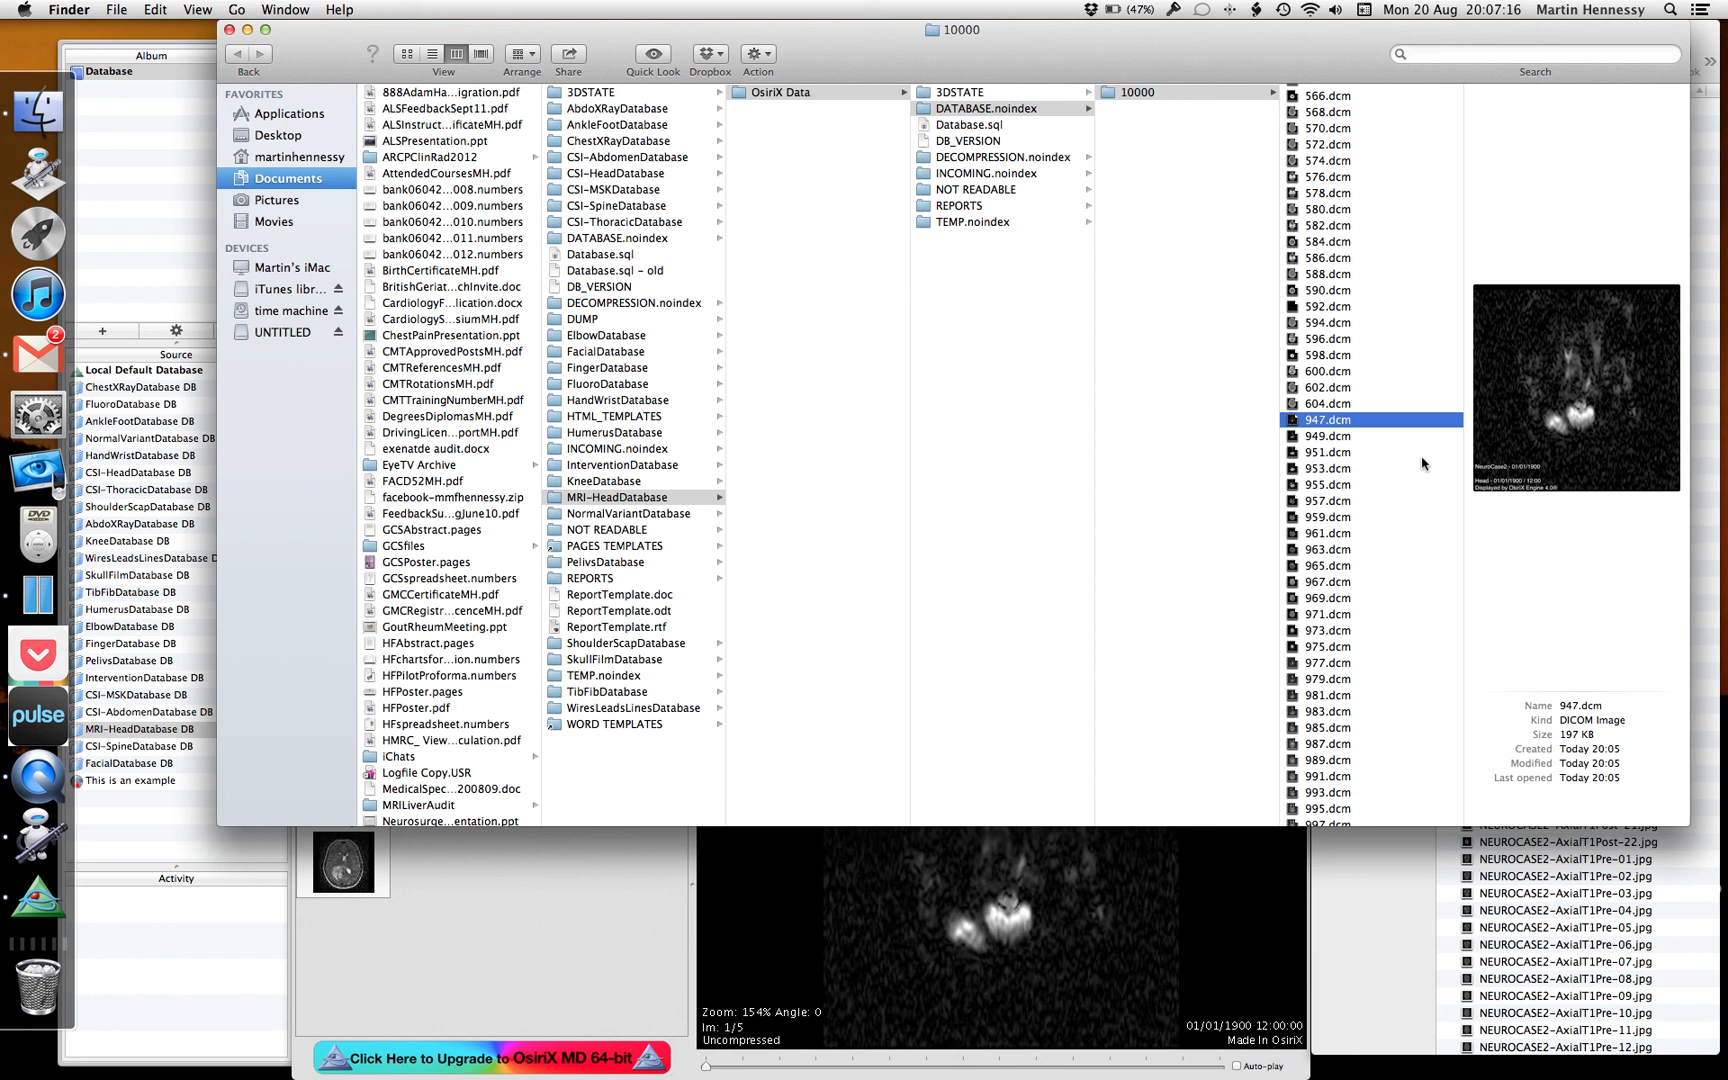 Finder File Edit View Go Window Help
(47%) Mon 20 Aug 20:07:16 Martin Hennessy
10000
Back
View
Arrange
Share
Quick Look
Dropbox
Action
Search
Album
Database
Source
Local Default Database
ChestXRayDatabase DB
FluoroDatabase DB
AnkleFootDatabase DB
NormalVariantDatabase DB
HandWristDatabase DB
CSI-HeadDatabase DB
CSI-ThoracicDatabase DB
ShoulderScapDatabase DB
AbdoXRayDatabase DB
KneeDatabase DB
WiresLeadsLinesDatabase D
SkullFilmDatabase DB
TibFibDatabase DB
HumerusDatabase DB
ElbowDatabase DB
FingerDatabase DB
PelivsDatabase DB
InterventionDatabase DB
CSI-MSKDatabase DB
CSI-AbdomenDatabase DB
MRI-HeadDatabase DB
CSI-SpineDatabase DB
FacialDatabase DB
This is an example
Activity
2
DVD
pulse
FAVORITES
Applications
Desktop
martinhennessy
Documents
Pictures
Movies
DEVICES
Martin's iMac
iTunes libr...
time machine
UNTITLED
888AdamHa...igration.pdf
ALSFeedbackSept11.pdf
ALSInstruct...ificateMH.pdf
ALSPresentation.ppt
ARCPClinRad2012
AttendedCoursesMH.pdf
bank06042...008.numbers
bank06042...009.numbers
bank06042...010.numbers
bank06042...011.numbers
bank06042...012.numbers
BirthCertificateMH.pdf
BritishGeriat...chInvite.doc
CardiologyF...lication.docx
CardiologyS...siumMH.pdf
ChestPainPresentation.ppt
CMTApprovedPostsMH.pdf
CMTReferencesMH.pdf
CMTRotationsMH.pdf
CMTTrainingNumberMH.pdf
DegreesDiplomasMH.pdf
DrivingLicen...portMH.pdf
exenatde audit.docx
EyeTV Archive
FACD52MH.pdf
facebook-mmfhennessy.zip
FeedbackSu...gJune10.pdf
GCSAbstract.pages
GCSfiles
GCSPoster.pages
GCSspreadsheet.numbers
GMCCertificateMH.pdf
GMCRegistr...cenceMH.pdf
GoutRheumMeeting.ppt
HFAbstract.pages
HFchartsfor...ion.numbers
HFPilotProforma.numbers
HFPoster.pages
HFPoster.pdf
HFspreadsheet.numbers
HMRC_ View...culation.pdf
iChats
Logfile Copy.USR
MedicalSpec...200809.doc
MRILiverAudit
Neurosurge...entation.ppt
3DSTATE
AbdoXRayDatabase
AnkleFootDatabase
ChestXRayDatabase
CSI-AbdomenDatabase
CSI-HeadDatabase
CSI-MSKDatabase
CSI-SpineDatabase
CSI-ThoracicDatabase
DATABASE.noindex
Database.sql
Database.sql - old
DB_VERSION
DECOMPRESSION.noindex
DUMP
ElbowDatabase
FacialDatabase
FingerDatabase
FluoroDatabase
HandWristDatabase
HTML_TEMPLATES
HumerusDatabase
INCOMING.noindex
InterventionDatabase
KneeDatabase
MRI-HeadDatabase
NormalVariantDatabase
NOT READABLE
PAGES TEMPLATES
PelivsDatabase
REPORTS
ReportTemplate.doc
ReportTemplate.odt
ReportTemplate.rtf
ShoulderScapDatabase
SkullFilmDatabase
TEMP.noindex
TibFibDatabase
WiresLeadsLinesDatabase
WORD TEMPLATES
OsiriX Data
3DSTATE
DATABASE.noindex
Database.sql
DB_VERSION
DECOMPRESSION.noindex
INCOMING.noindex
NOT READABLE
REPORTS
TEMP.noindex
10000
566.dcm
568.dcm
570.dcm
572.dcm
574.dcm
576.dcm
578.dcm
580.dcm
582.dcm
584.dcm
586.dcm
588.dcm
590.dcm
592.dcm
594.dcm
596.dcm
598.dcm
600.dcm
602.dcm
604.dcm
947.dcm
949.dcm
951.dcm
953.dcm
955.dcm
957.dcm
959.dcm
961.dcm
963.dcm
965.dcm
967.dcm
969.dcm
971.dcm
973.dcm
975.dcm
977.dcm
979.dcm
981.dcm
983.dcm
985.dcm
987.dcm
989.dcm
991.dcm
993.dcm
995.dcm
997.dcm
NeuroCase2 - 01/01/1900
Head - 01/01/1900 / 12:00
Displayed by OsiriX Engine 4.0®
Name 947.dcm
Kind DICOM Image
Size 197 KB
Created Today 20:05
Modified Today 20:05
Last opened Today 20:05
Click Here to Upgrade to OsiriX MD 64-bit
Zoom: 154% Angle: 0
Im: 1/5
Uncompressed
01/01/1900 12:00:00
Made In OsiriX
Auto-play
NEUROCASE2-AxialT1Post-21.jpg
NEUROCASE2-AxialT1Post-22.jpg
NEUROCASE2-AxialT1Pre-01.jpg
NEUROCASE2-AxialT1Pre-02.jpg
NEUROCASE2-AxialT1Pre-03.jpg
NEUROCASE2-AxialT1Pre-04.jpg
NEUROCASE2-AxialT1Pre-05.jpg
NEUROCASE2-AxialT1Pre-06.jpg
NEUROCASE2-AxialT1Pre-07.jpg
NEUROCASE2-AxialT1Pre-08.jpg
NEUROCASE2-AxialT1Pre-09.jpg
NEUROCASE2-AxialT1Pre-10.jpg
NEUROCASE2-AxialT1Pre-11.jpg
NEUROCASE2-AxialT1Pre-12.jpg